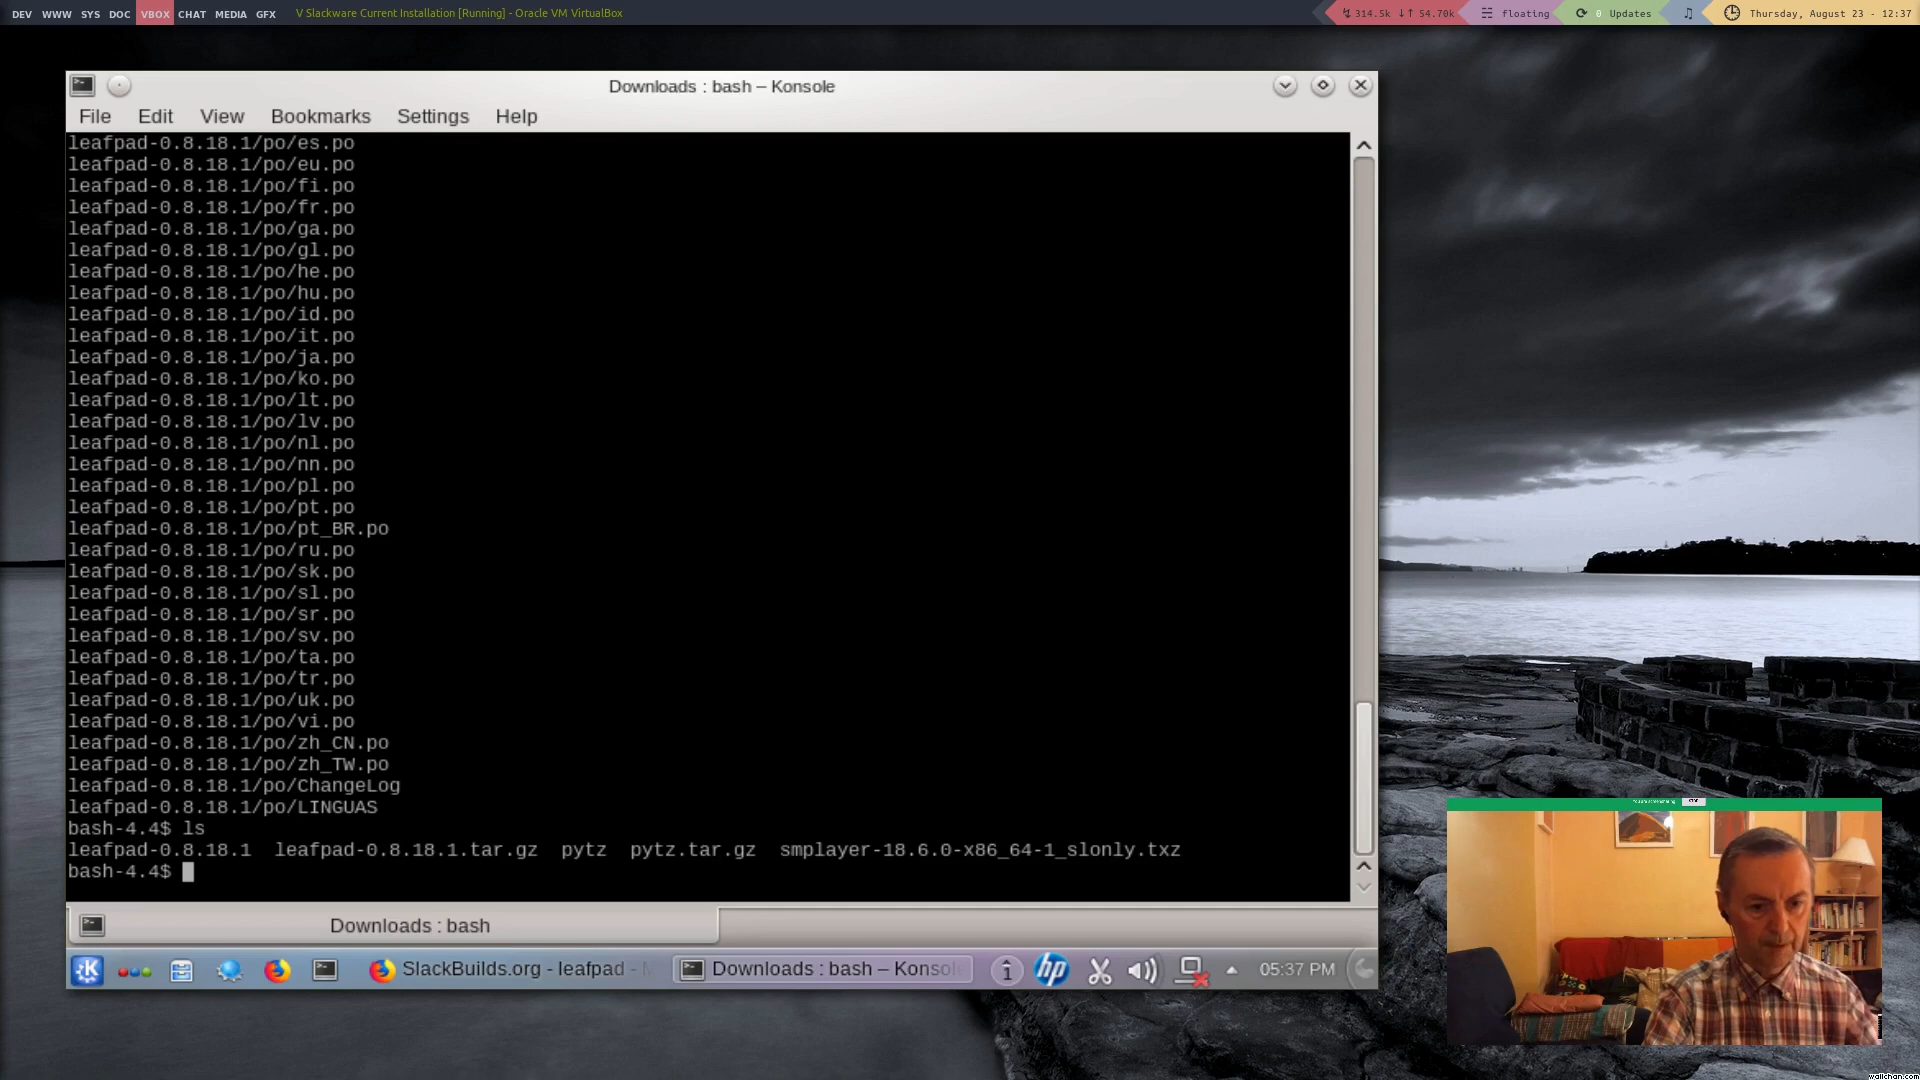 DEV WWW SYS DOC VBOX CHAT MEDIA GFX V Slackware Current Installation [Running] - Oracle VM VirtualBox 314.5k ↓↑ 54.70k floating 0 Updates Thursday, August 23 - 12:37
Downloads : bash – Konsole
File Edit View Bookmarks Settings Help
leafpad-0.8.18.1/po/es.po
leafpad-0.8.18.1/po/eu.po
leafpad-0.8.18.1/po/fi.po
leafpad-0.8.18.1/po/fr.po
leafpad-0.8.18.1/po/ga.po
leafpad-0.8.18.1/po/gl.po
leafpad-0.8.18.1/po/he.po
leafpad-0.8.18.1/po/hu.po
leafpad-0.8.18.1/po/id.po
leafpad-0.8.18.1/po/it.po
leafpad-0.8.18.1/po/ja.po
leafpad-0.8.18.1/po/ko.po
leafpad-0.8.18.1/po/lt.po
leafpad-0.8.18.1/po/lv.po
leafpad-0.8.18.1/po/nl.po
leafpad-0.8.18.1/po/nn.po
leafpad-0.8.18.1/po/pl.po
leafpad-0.8.18.1/po/pt.po
leafpad-0.8.18.1/po/pt_BR.po
leafpad-0.8.18.1/po/ru.po
leafpad-0.8.18.1/po/sk.po
leafpad-0.8.18.1/po/sl.po
leafpad-0.8.18.1/po/sr.po
leafpad-0.8.18.1/po/sv.po
leafpad-0.8.18.1/po/ta.po
leafpad-0.8.18.1/po/tr.po
leafpad-0.8.18.1/po/uk.po
leafpad-0.8.18.1/po/vi.po
leafpad-0.8.18.1/po/zh_CN.po
leafpad-0.8.18.1/po/zh_TW.po
leafpad-0.8.18.1/po/ChangeLog
leafpad-0.8.18.1/po/LINGUAS
bash-4.4$ ls
leafpad-0.8.18.1 leafpad-0.8.18.1.tar.gz pytz pytz.tar.gz smplayer-18.6.0-x86_64-1_slonly.txz
bash-4.4$
Downloads : bash
SlackBuilds.org - leafpad - Downloads : bash – Konsole 1 hp 05:37 PM
wallchan.com